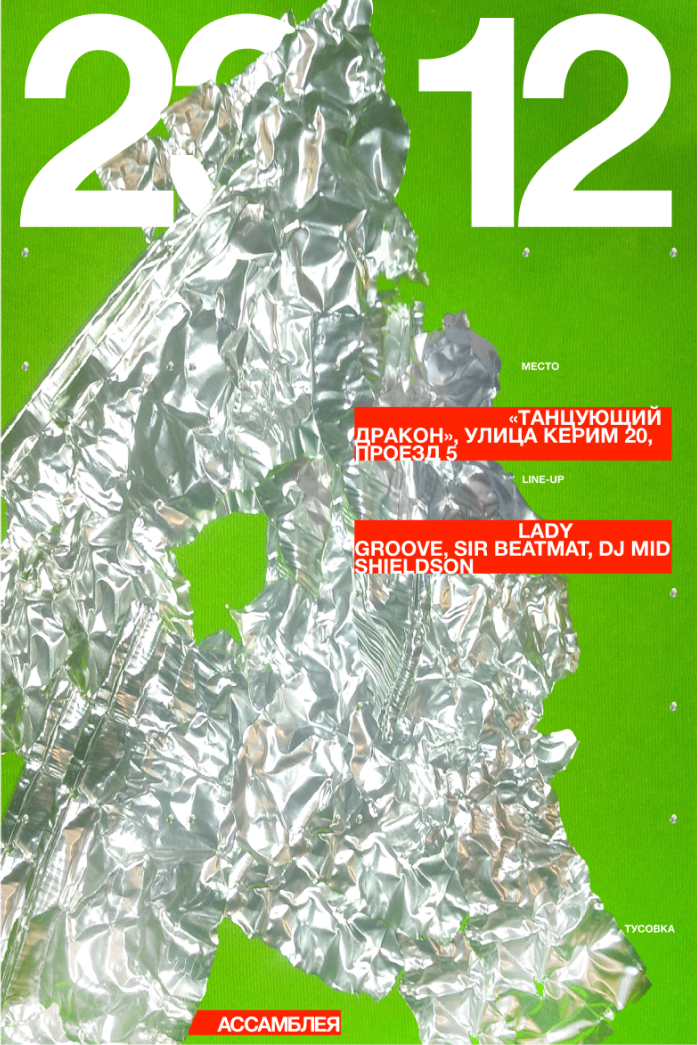 23 12
МЕСТО
«ТАНЦУЮЩИЙ
ДРАКОН», УЛИЦА КЕРИМ 20,
ПРОЕЗД 5
LINE-UP
LADY
GROOVE, SIR BEATMAT, DJ MID
SHIELDSON
ТУСОВКА
АССАМБЛЕЯ